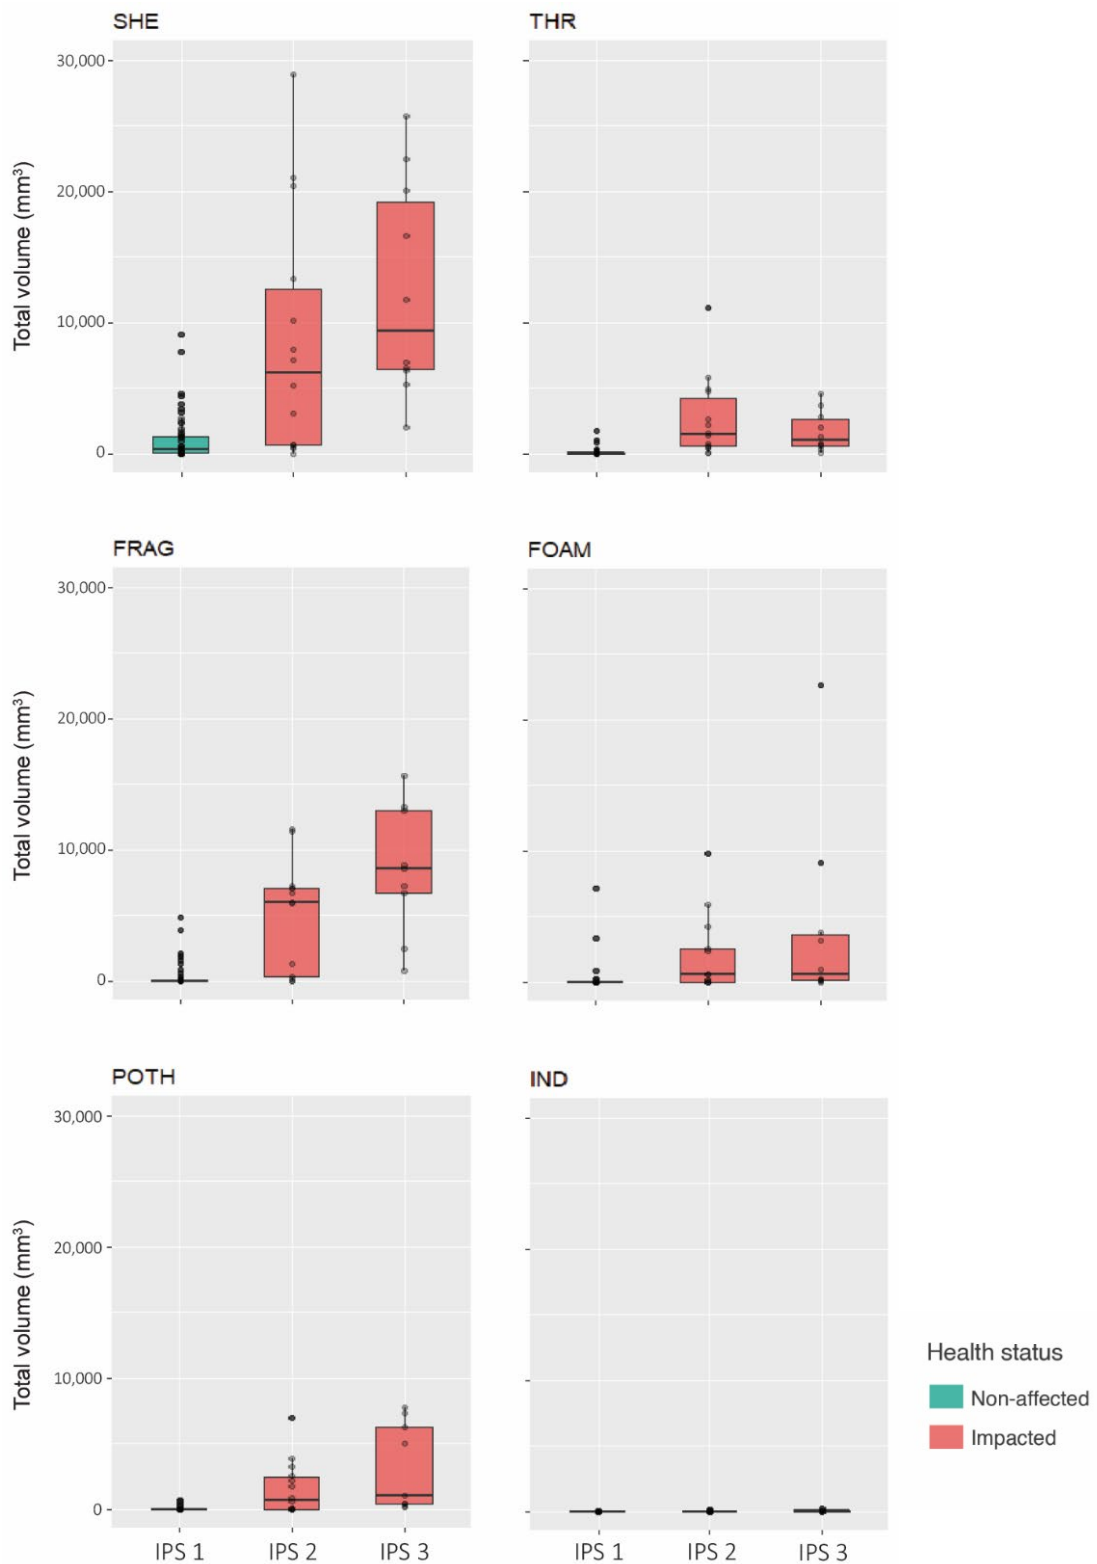 SHE
THR
Total volume (mm³)
30,000
20,000
10,000
0
FRAG
FOAM
Total volume (mm³)
30,000
20,000
10,000
0
POTH
IND
Total volume (mm³)
30,000
20,000
10,000
0
IPS 1 IPS 2 IPS 3
IPS 1 IPS 2 IPS 3
Health status
Non-affected
Impacted